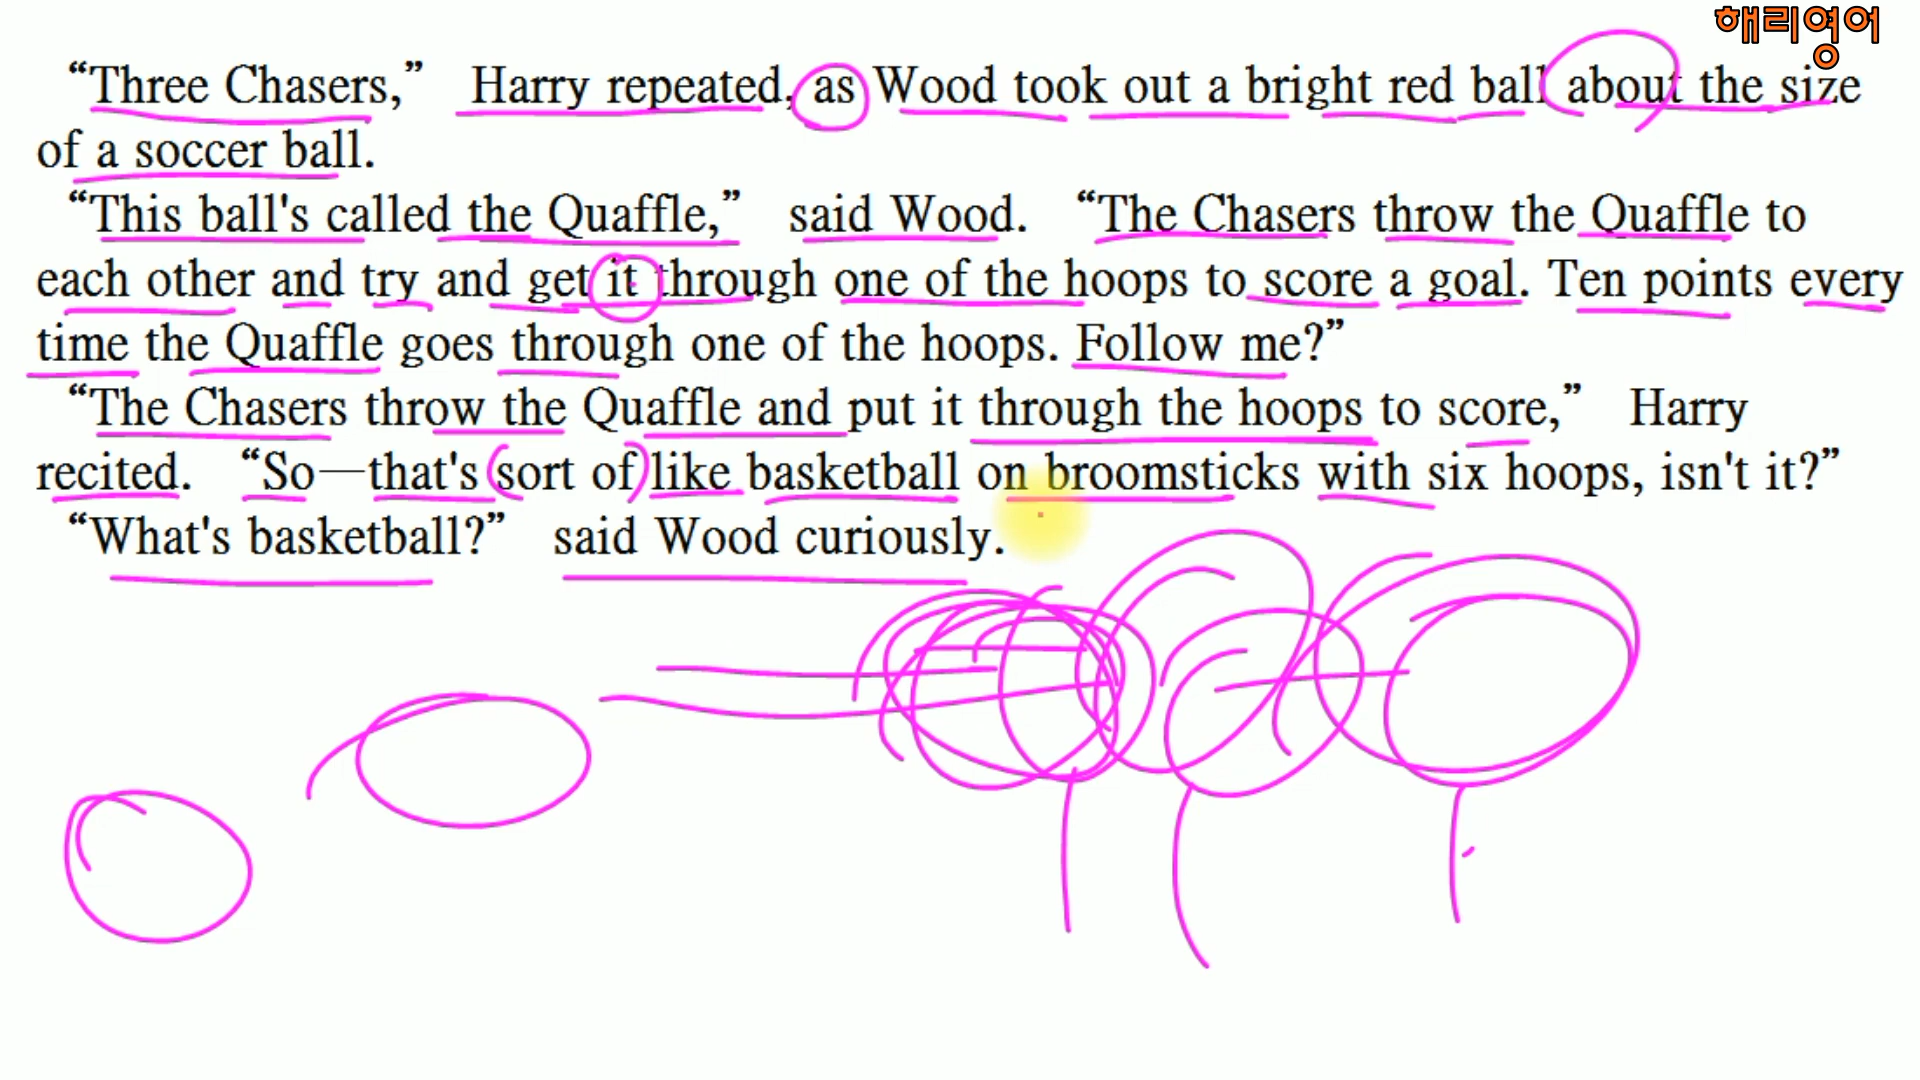 해리영어
“Three Chasers,” Harry repeated, as Wood took out a bright red ball about the size
of a soccer ball.
“This ball's called the Quaffle,” said Wood. “The Chasers throw the Quaffle to
each other and try and get it through one of the hoops to score a goal. Ten points every
time the Quaffle goes through one of the hoops. Follow me?”
“The Chasers throw the Quaffle and put it through the hoops to score,” Harry
recited. “So—that's sort of like basketball on broomsticks with six hoops, isn't it?”
“What's basketball?” said Wood curiously.